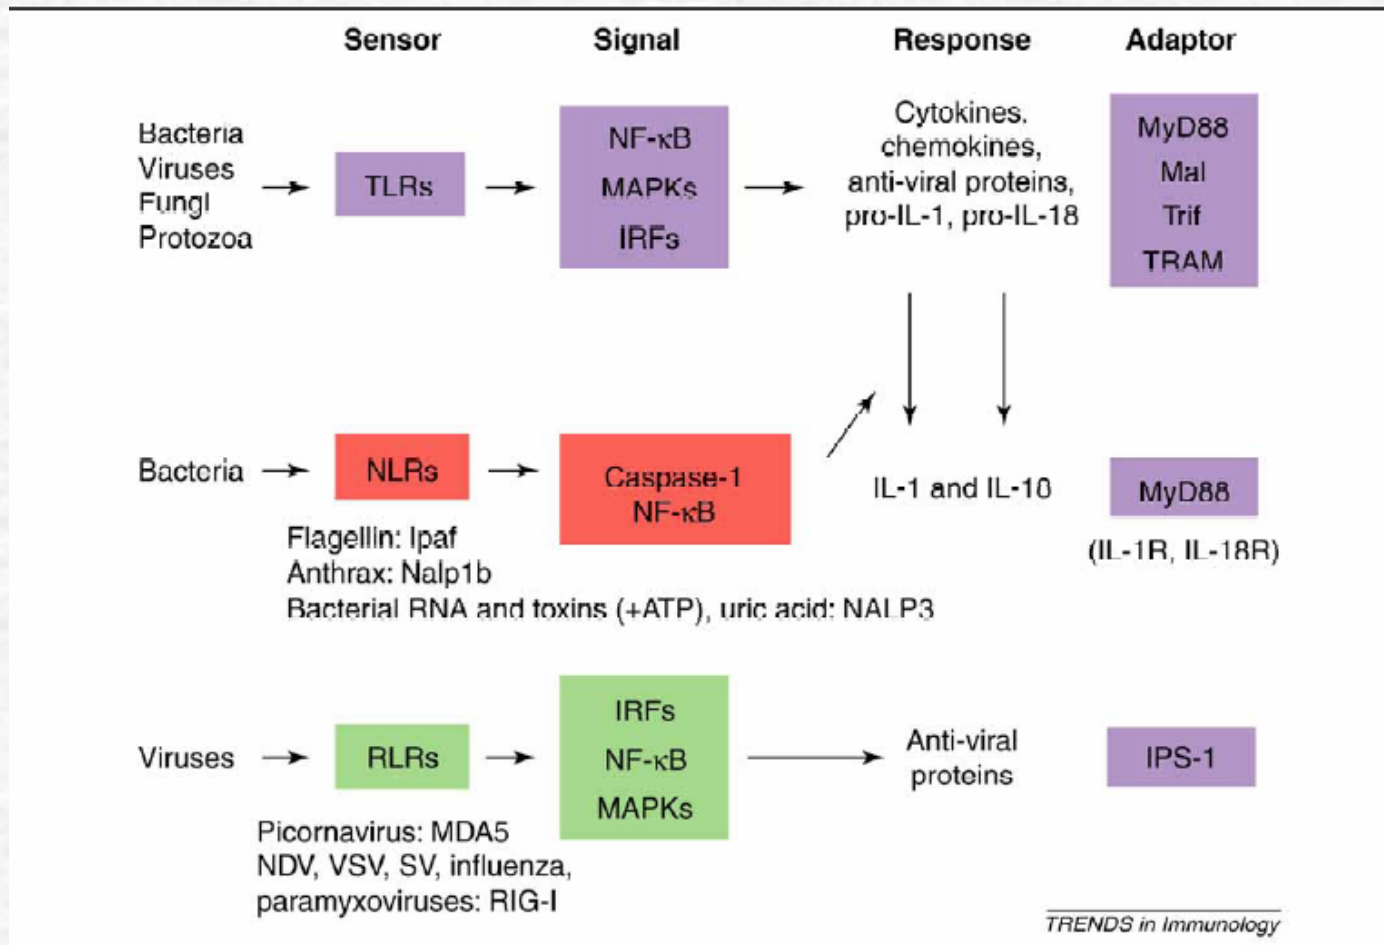 Sensor Signal Response Adaptor
Bacteria
Viruses
Fungi
Protozoa
TLRs
NF-κB
MAPKs
IRFs
Cytokines.
chemokines,
anti-viral proteins,
pro-IL-1, pro-IL-18
MyD88
Mal
Trif
TRAM
Bacteria
NLRs
Caspase-1
NF-κB
IL-1 and IL-18
MyD88
(IL-1R, IL-18R)
Flagellin: Ipaf
Anthrax: Nalp1b
Bacterial RNA and toxins (+ATP), uric acid: NALP3
Viruses
RLRs
IRFs
NF-κB
MAPKs
Anti-viral
proteins
IPS-1
Picornavirus: MDA5
NDV, VSV, SV, influenza,
paramyxoviruses: RIG-I
TRENDS in Immunology